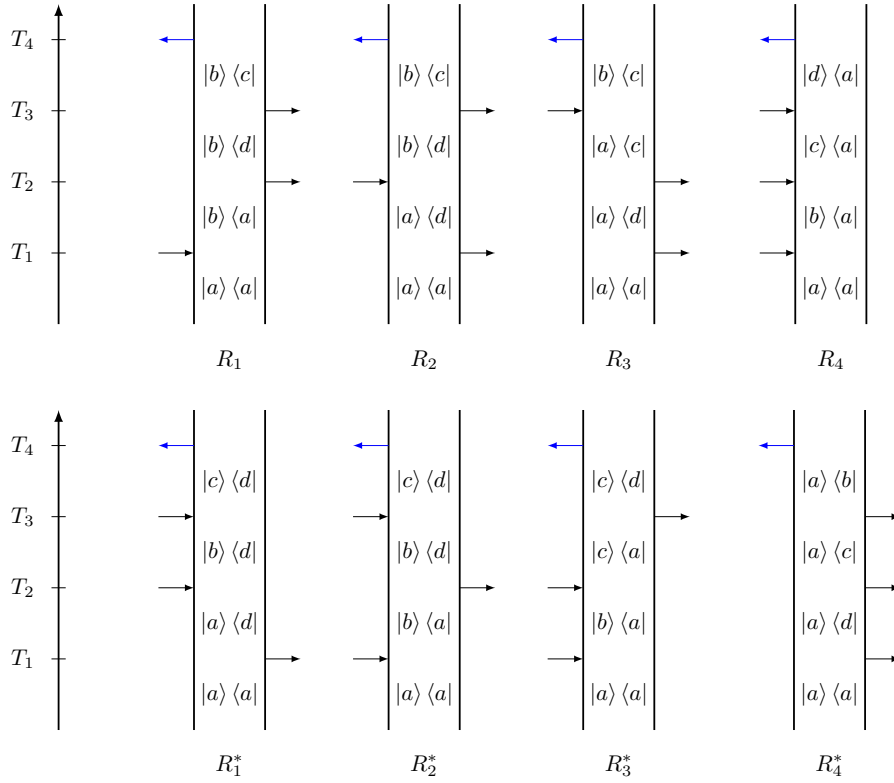 T₄
|b⟩⟨c| |b⟩⟨c| |b⟩⟨c| |d⟩⟨a|
T₃
|b⟩⟨d| |b⟩⟨d| |a⟩⟨c| |c⟩⟨a|
T₂
|b⟩⟨a| |a⟩⟨d| |a⟩⟨d| |b⟩⟨a|
T₁
|a⟩⟨a| |a⟩⟨a| |a⟩⟨a| |a⟩⟨a|
R₁ R₂ R₃ R₄
T₄
|c⟩⟨d| |c⟩⟨d| |c⟩⟨d| |a⟩⟨b|
T₃
|b⟩⟨d| |b⟩⟨d| |c⟩⟨a| |a⟩⟨c|
T₂
|a⟩⟨d| |b⟩⟨a| |b⟩⟨a| |a⟩⟨d|
T₁
|a⟩⟨a| |a⟩⟨a| |a⟩⟨a| |a⟩⟨a|
R₁* R₂* R₃* R₄*